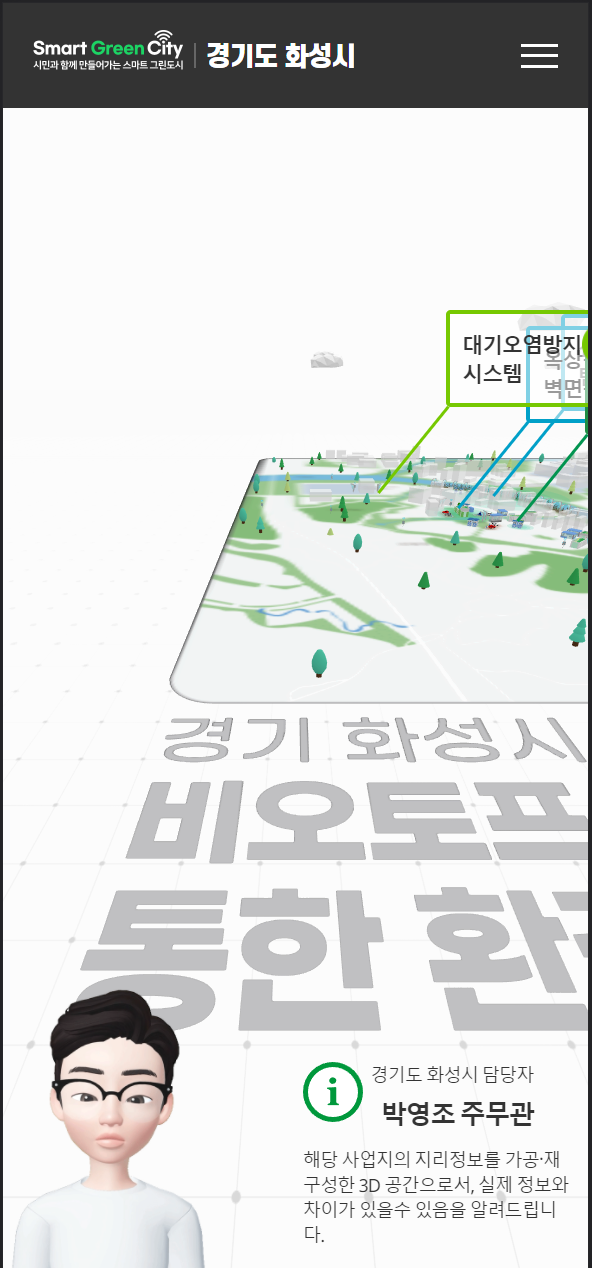 Smart Green City
시민과 함께 만들어가는 스마트 그린도시
경기도 화성시
대기오염방지
시스템
옥상
벽면
경기 화성시
비오토프
통한 환
i
경기도 화성시 담당자
박영조 주무관
해당 사업지의 지리정보를 가공·재
구성한 3D 공간으로서, 실제 정보와
차이가 있을수 있음을 알려드립니
다.